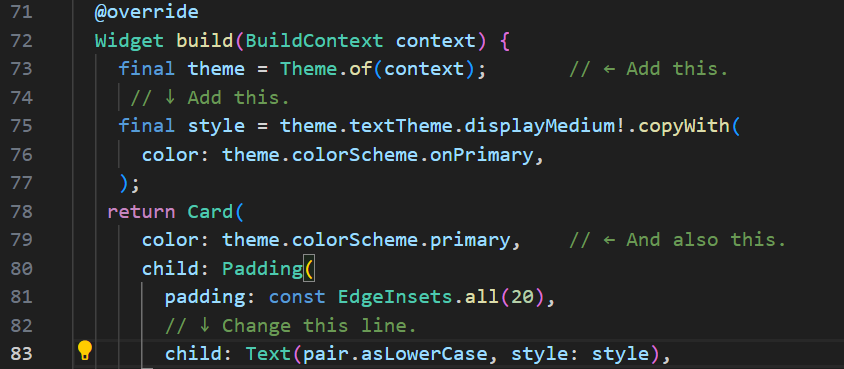 71 @override
72 Widget build(BuildContext context) {
73 final theme = Theme.of(context); // ← Add this.
74 // ↓ Add this.
75 final style = theme.textTheme.displayMedium!.copyWith(
76 color: theme.colorScheme.onPrimary,
77 );
78 return Card(
79 color: theme.colorScheme.primary, // ← And also this.
80 child: Padding(
81 padding: const EdgeInsets.all(20),
82 // ↓ Change this line.
83 child: Text(pair.asLowerCase, style: style),